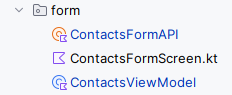 form
ContactsFormAPI
ContactsFormScreen.kt
ContactsViewModel